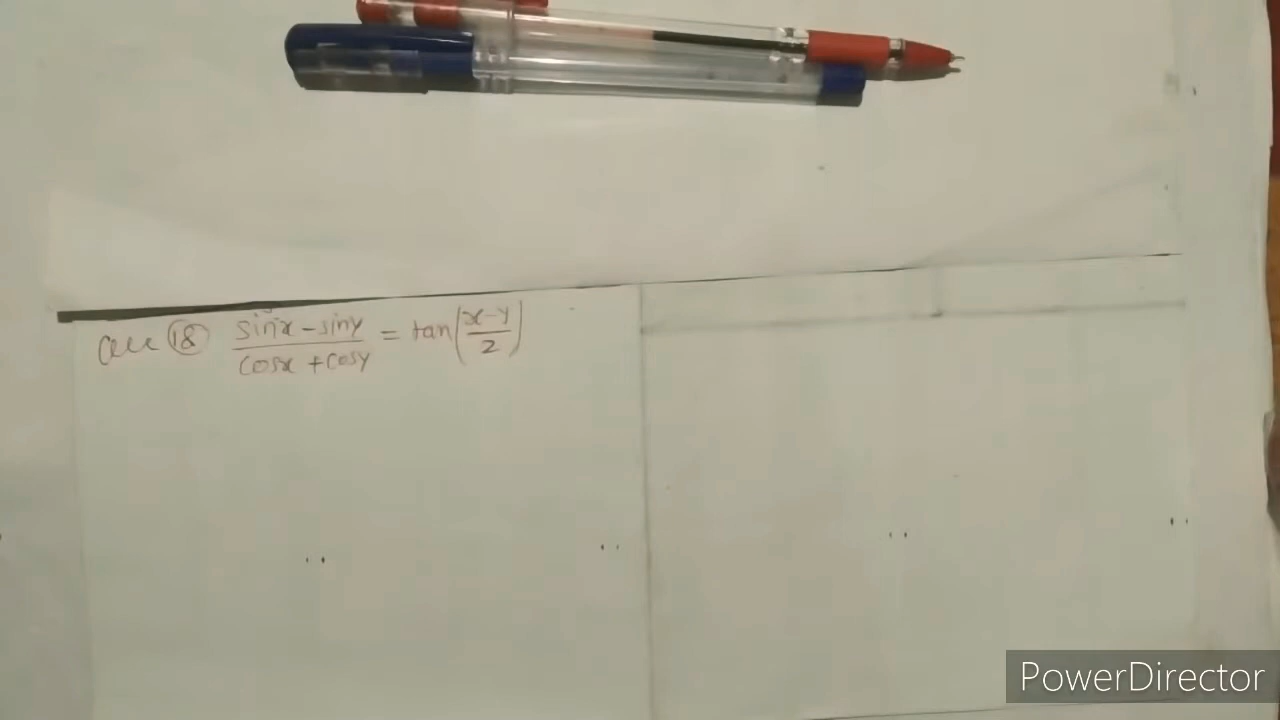 Que 18 sinx - siny / cosx + cosy = tan(x-y / 2)
PowerDirector